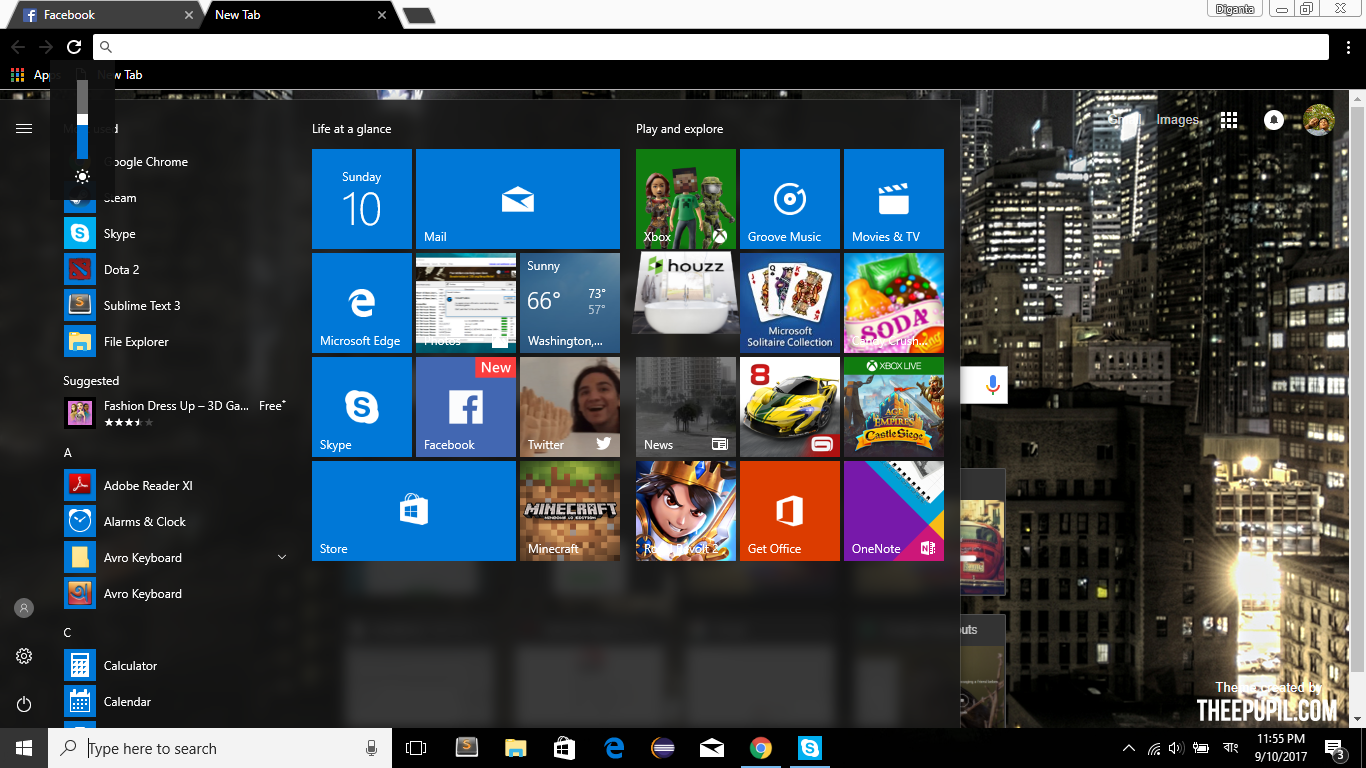 Facebook
New Tab
Diganta
Apps
New Tab
Gmail
Images
Most used
Google Chrome
Steam
Skype
Dota 2
Sublime Text 3
File Explorer
Suggested
Fashion Dress Up – 3D Ga... Free*
A
Adobe Reader XI
Alarms & Clock
Avro Keyboard
Avro Keyboard
C
Calculator
Calendar
Life at a glance
Sunday
10
Mail
Microsoft Edge
Photos
Sunny
66°
73°
57°
Washington,...
Skype
New
Facebook
Twitter
Store
MINECRAFT
WINDOWS 10 EDITION
Minecraft
Play and explore
Xbox
Groove Music
Movies & TV
houzz
Microsoft
Solitaire Collection
SODA
Candy Crush...
News
8
XBOX LIVE
AGE
OF
EMPIRES
Castle Siege
Royal Revolt 2
Get Office
OneNote
Theme created by
THEEPUPIL.COM
Type here to search
বাং
11:55 PM
9/10/2017
3